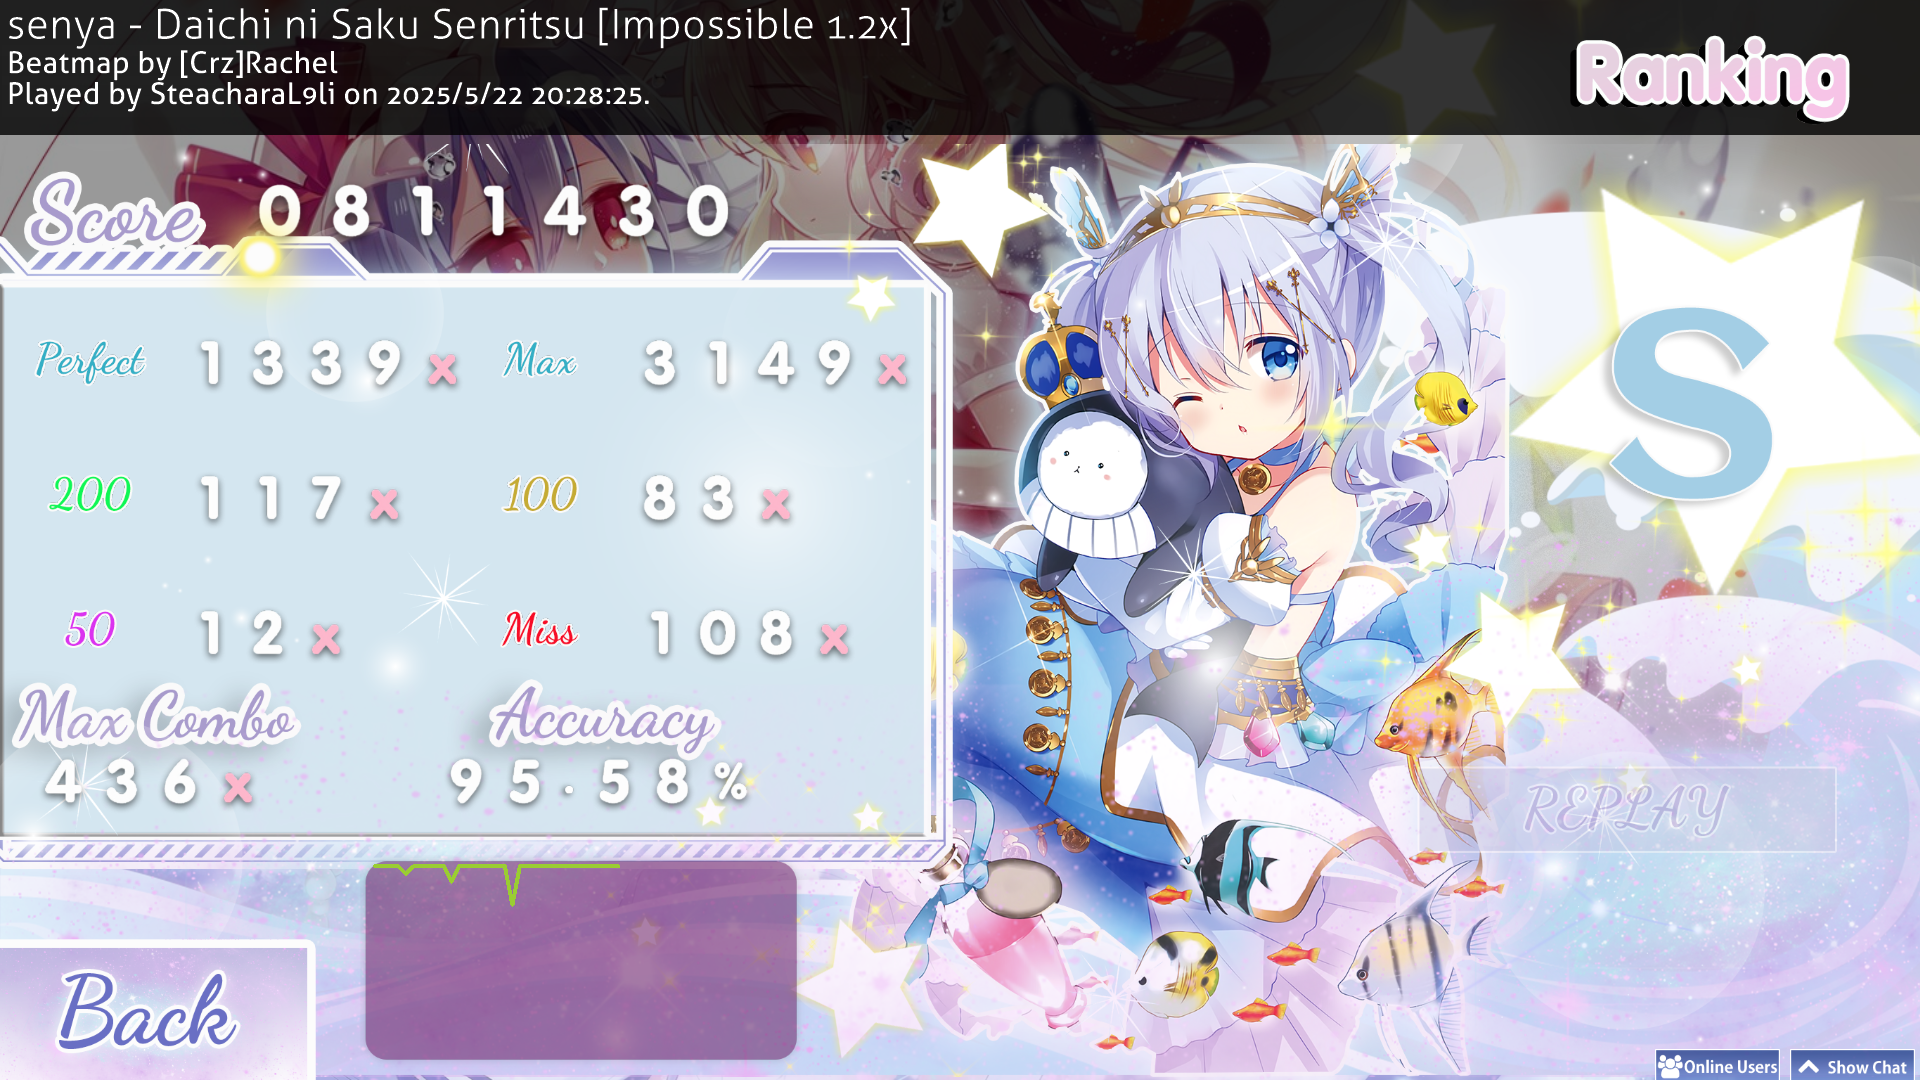 senya - Daichi ni Saku Senritsu [Impossible 1.2x]
Beatmap by [Crz]Rachel
Played by SteacharaL9li on 2025/5/22 20:28:25.
Ranking
Score 0811430
Perfect 1339x Max 3149x
200 117x 100 83x
50 12x Miss 108x
Max Combo Accuracy
436x 95.58%
S
REPLAY
Back
Online Users Show Chat